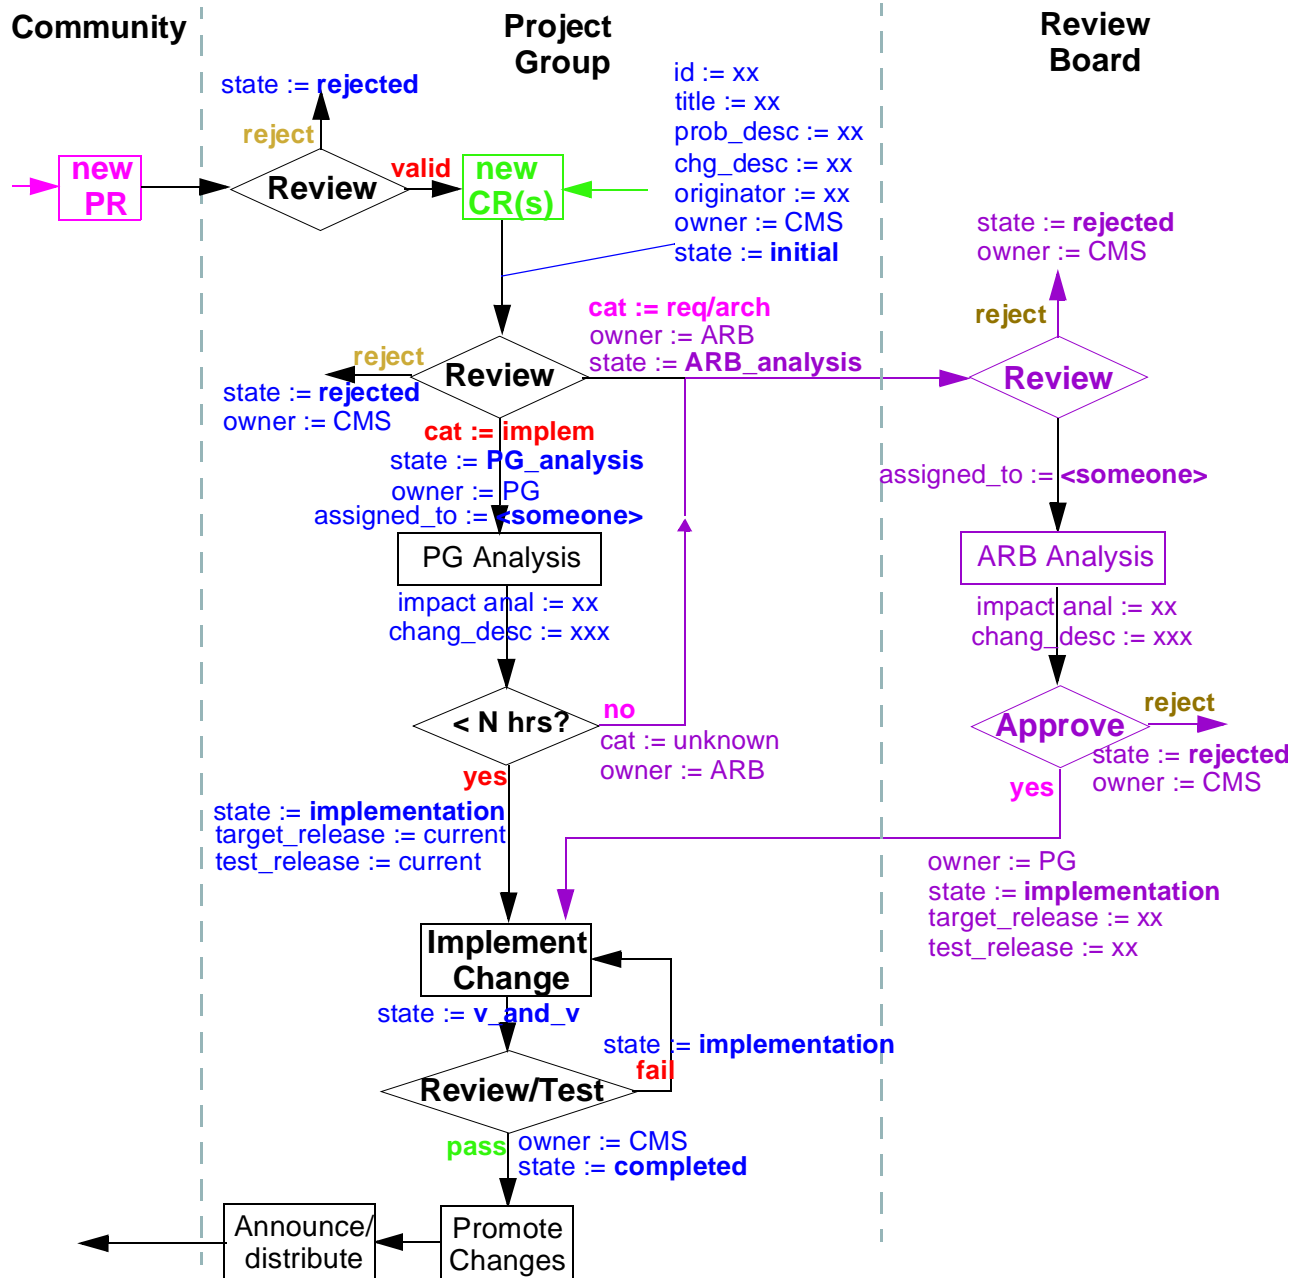 Community
Project
Group
Review
Board
state := rejected
reject
new
PR
Review
valid
new
CR(s)
id := xx
title := xx
prob_desc := xx
chg_desc := xx
originator := xx
owner := CMS
state := initial
state := rejected
owner := CMS
reject
cat := req/arch
owner := ARB
state := ARB_analysis
reject
Review
state := rejected
owner := CMS
Review
cat := implem
state := PG_analysis
owner := PG
assigned_to := <someone>
assigned_to := <someone>
PG Analysis
ARB Analysis
impact anal := xx
chang_desc := xxx
impact anal := xx
chang_desc := xxx
< N hrs?
no
cat := unknown
owner := ARB
yes
Approve
reject
state := rejected
owner := CMS
yes
state := implementation
target_release := current
test_release := current
owner := PG
state := implementation
target_release := xx
test_release := xx
Implement
Change
state := v_and_v
state := implementation
fail
Review/Test
pass
owner := CMS
state := completed
Announce/
distribute
Promote
Changes